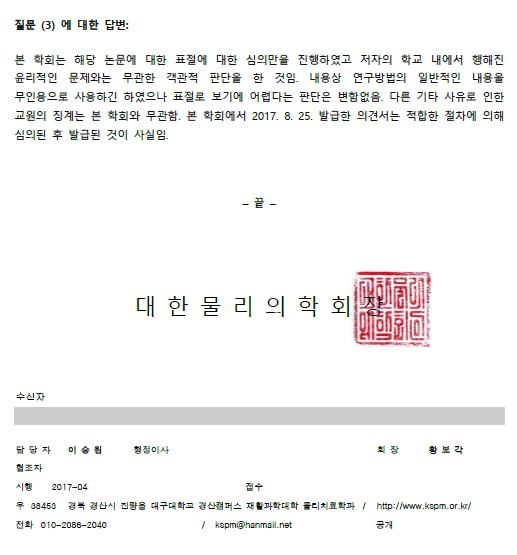 질문 (3) 에 대한 답변:
본 학회는 해당 논문에 대한 표절에 대한 심의만을 진행하였고 저자의 학교 내에서 행해진
윤리적인 문제와는 무관한 객관적 판단을 한 것임. 내용상 연구방법의 일반적인 내용을
무인용으로 사용하긴 하였으나 표절로 보기에 어렵다는 판단은 변함없음. 다른 기타 사유로 인한
교원의 징계는 본 학회와 무관함. 본 학회에서 2017. 8. 25. 발급한 의견서는 적합한 절차에 의해
심의된 후 발급된 것이 사실임.
- 끝 -
대 한 물 리 의 학 회 장
수신자
담 당 자 이 승 원 행정이사 회 장 황 보 각
협조자
시행 2017-04 접수
우 38453 경북 경산시 진량읍 대구대학교 경산캠퍼스 재활과학대학 물리치료학과 / http://www.kspm.or.kr/
전화 010-2086-2040 / kspm@hanmail.net 공개